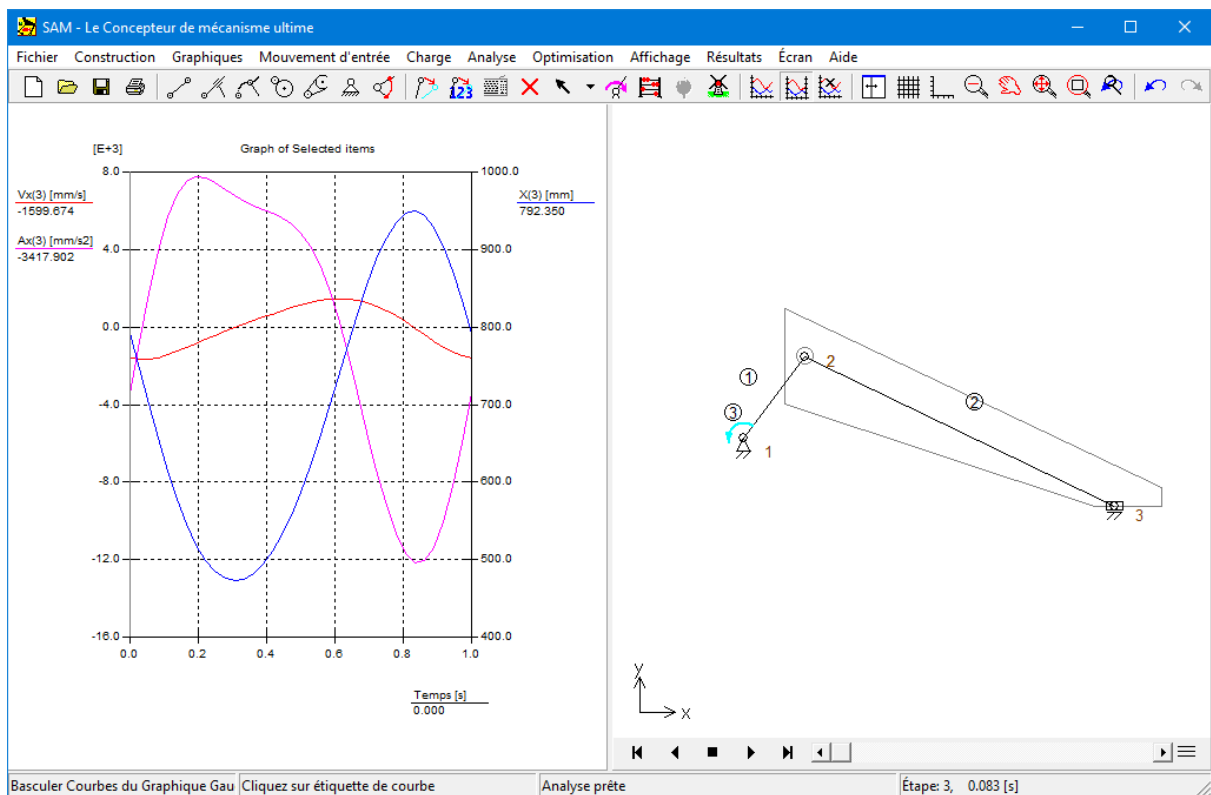 SAM - Le Concepteur de mécanisme ultime
Fichier Construction Graphiques Mouvement d'entrée Charge Analyse Optimisation Affichage Résultats Écran Aide
123
[E+3] Graph of Selected items
8.0 1000.0
Vx(3) [mm/s] X(3) [mm]
-1599.674 792.350
Ax(3) [mm/s2] 4.0 900.0
-3417.902
0.0 800.0
-4.0 700.0
-8.0 600.0
-12.0 500.0
-16.0 400.0
0.0 0.2 0.4 0.6 0.8 1.0
Temps [s]
0.000
2
1
2
3
1
3
y
x
Basculer Courbes du Graphique Gau Cliquez sur étiquette de courbe Analyse prête Étape: 3, 0.083 [s]